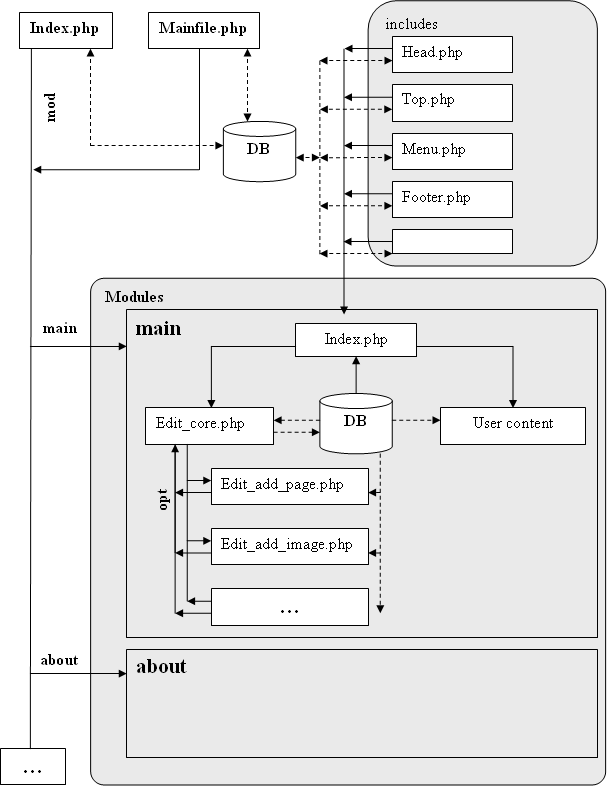 Index.php
Mainfile.php
mod
DB
includes
Head.php
Top.php
Menu.php
Footer.php
Modules
main
main
Index.php
Edit_core.php
DB
User content
opt
Edit_add_page.php
Edit_add_image.php
...
about
about
...